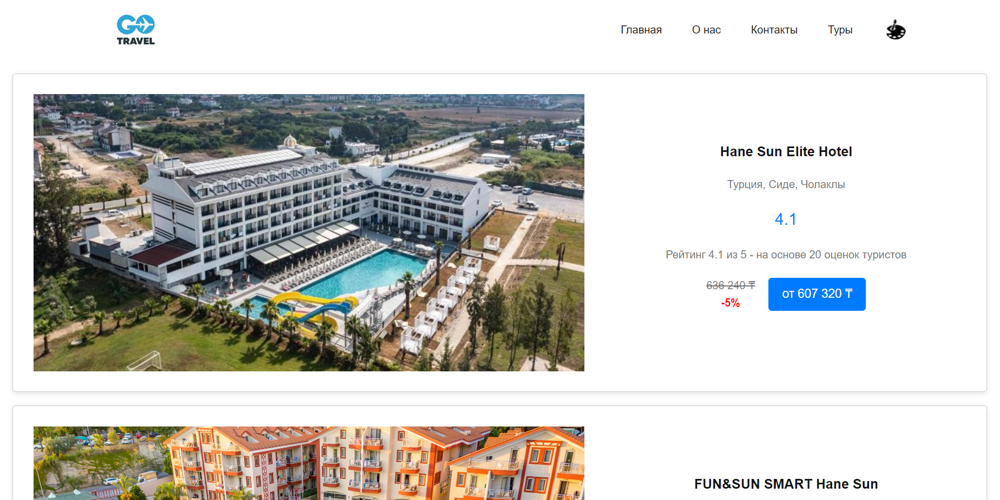 GO
TRAVEL
Главная
О нас
Контакты
Туры
Hane Sun Elite Hotel
Турция, Сиде, Чолаклы
4.1
Рейтинг 4.1 из 5 - на основе 20 оценок туристов
636 240 ₸
-5%
от 607 320 ₸
FUN&SUN SMART Hane Sun